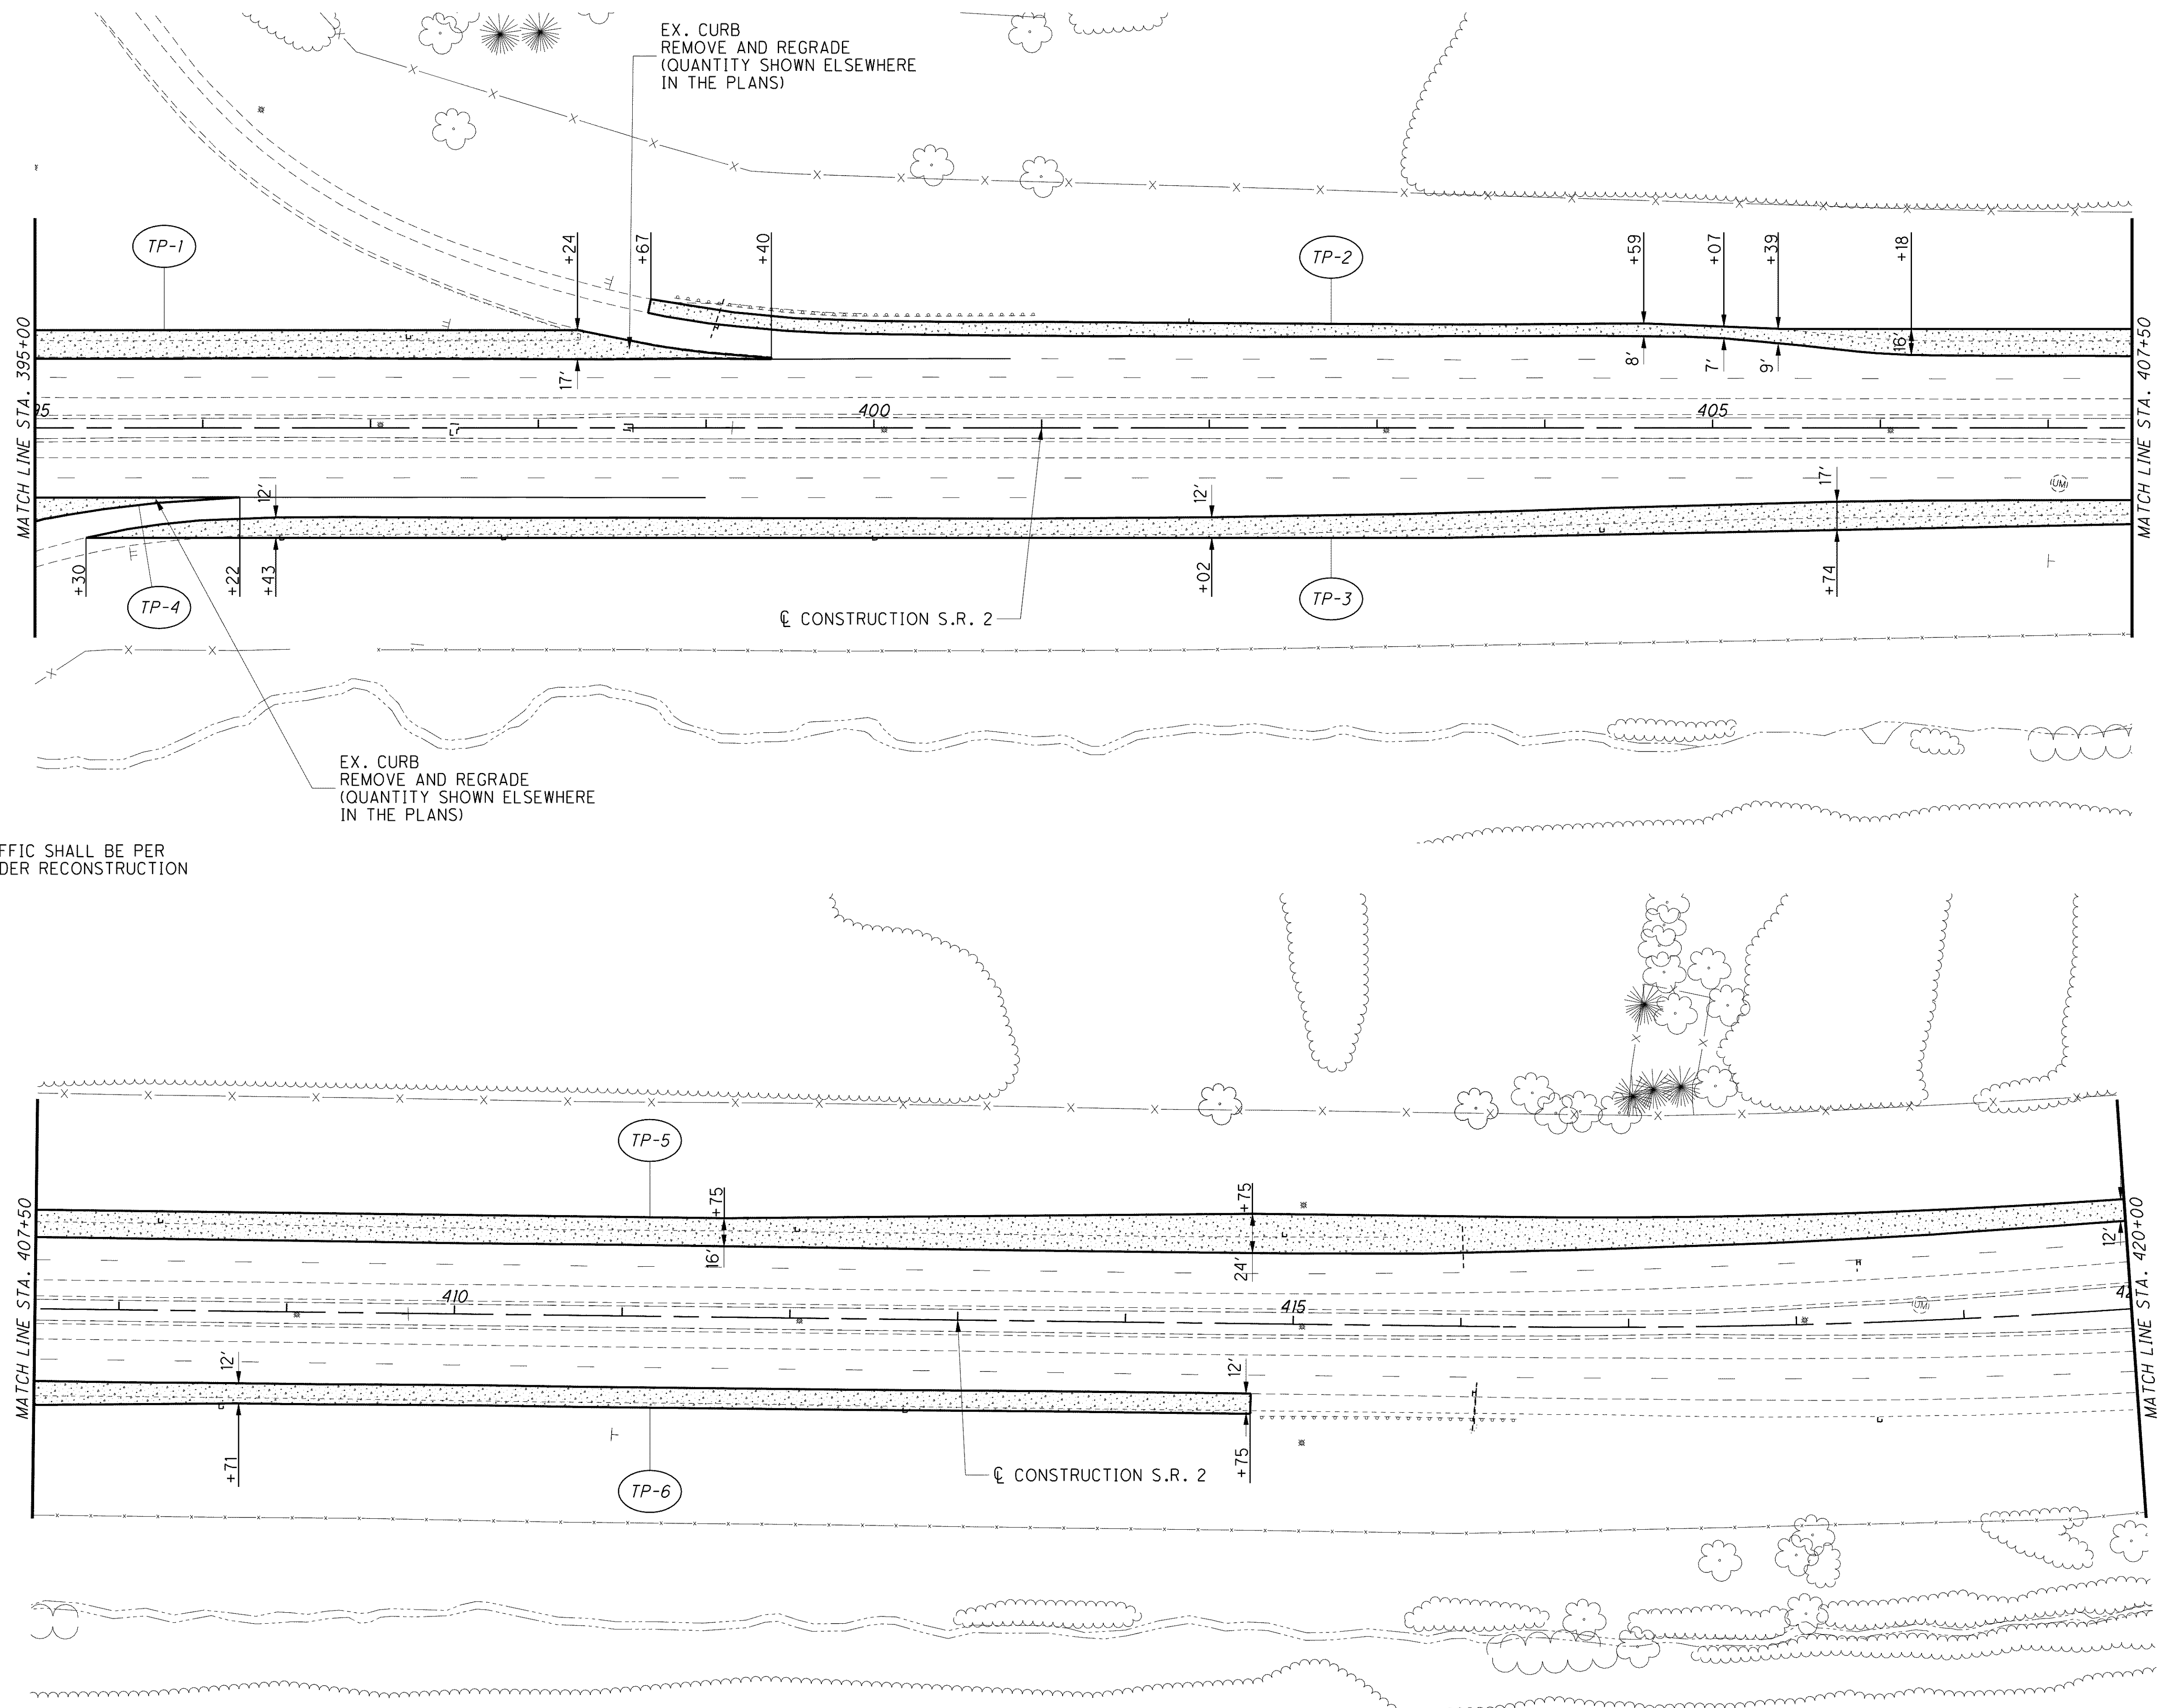 EX. CURB
REMOVE AND REGRADE
(QUANTITY SHOWN ELSEWHERE
IN THE PLANS)
TP-1
+24
+67
+40
TP-2
+59
+07
+39
+18
MATCH LINE STA. 395+00
17'
8'
7'
9'
16'
MATCH LINE STA. 407+50
95
400
405
12'
12'
17'
(UM)
+30
TP-4
+22
+43
+02
TP-3
+74
℄ CONSTRUCTION S.R. 2
EX. CURB
REMOVE AND REGRADE
(QUANTITY SHOWN ELSEWHERE
IN THE PLANS)
FFIC SHALL BE PER
DER RECONSTRUCTION
TP-5
+75
+75
MATCH LINE STA. 407+50
16'
24'
12'
MATCH LINE STA. 420+00
410
415
42
(UM)
H
12'
12'
H
+71
TP-6
+75
℄ CONSTRUCTION S.R. 2